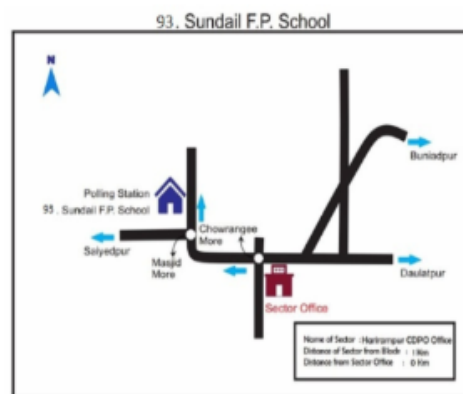 93. Sundail F.P. School
N
Buniadpur
Polling Station
93. Sundail F.P. School
Chowrangee
More
Saiyedpur
Masjid
More
Daulatpur
Sector Office
Name of Sector : Harirampur CDPO Office
Distance of Sector from Block : 1 Km
Distance from Sector Office : 0 Km